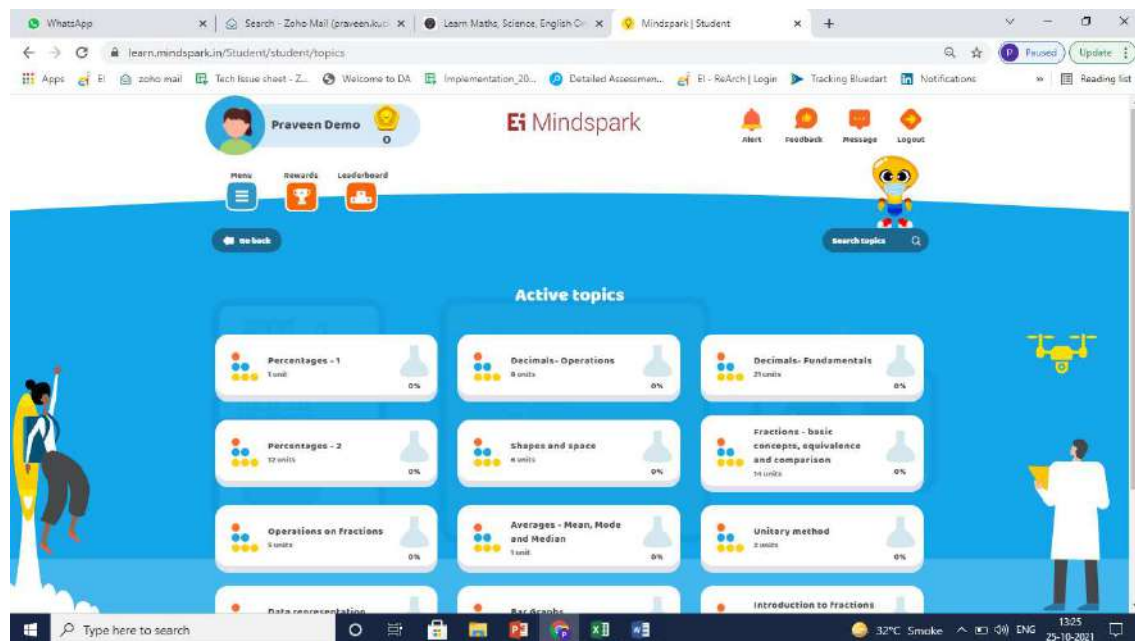 WhatsApp
Search - Zoho Mail (praveen.kuc
Learn Maths, Science, English On
Mindspark | Student
learn.mindspark.in/Student/student/topics
Paused
Update
Apps
EI
zoho mail
Tech Issue sheet - Z...
Welcome to DA
Implementation_20...
Detailed Assessmen...
EI - ReArch | Login
Tracking Bluedart
Notifications
»
Reading list
Praveen Demo
0
Ei Mindspark
Alert
Feedback
Message
Logout
Menu
Rewards
Leaderboard
Go back
Search topics
Active topics
Percentages - 1
1 unit
0%
Decimals- Operations
0%
Decimals- Fundamentals
21 units
0%
Percentages - 2
12 units
0%
Shapes and space
0%
Fractions - basic
concepts, equivalence
and comparison
14 units
0%
Operations on Fractions
5 units
0%
Averages - Mean, Mode
and Median
1 unit
0%
Unitary method
2 units
0%
Data representation
Bar Graphs
Introduction to fractions
Type here to search
32°C Smoke
ENG
13:25
25-10-2021